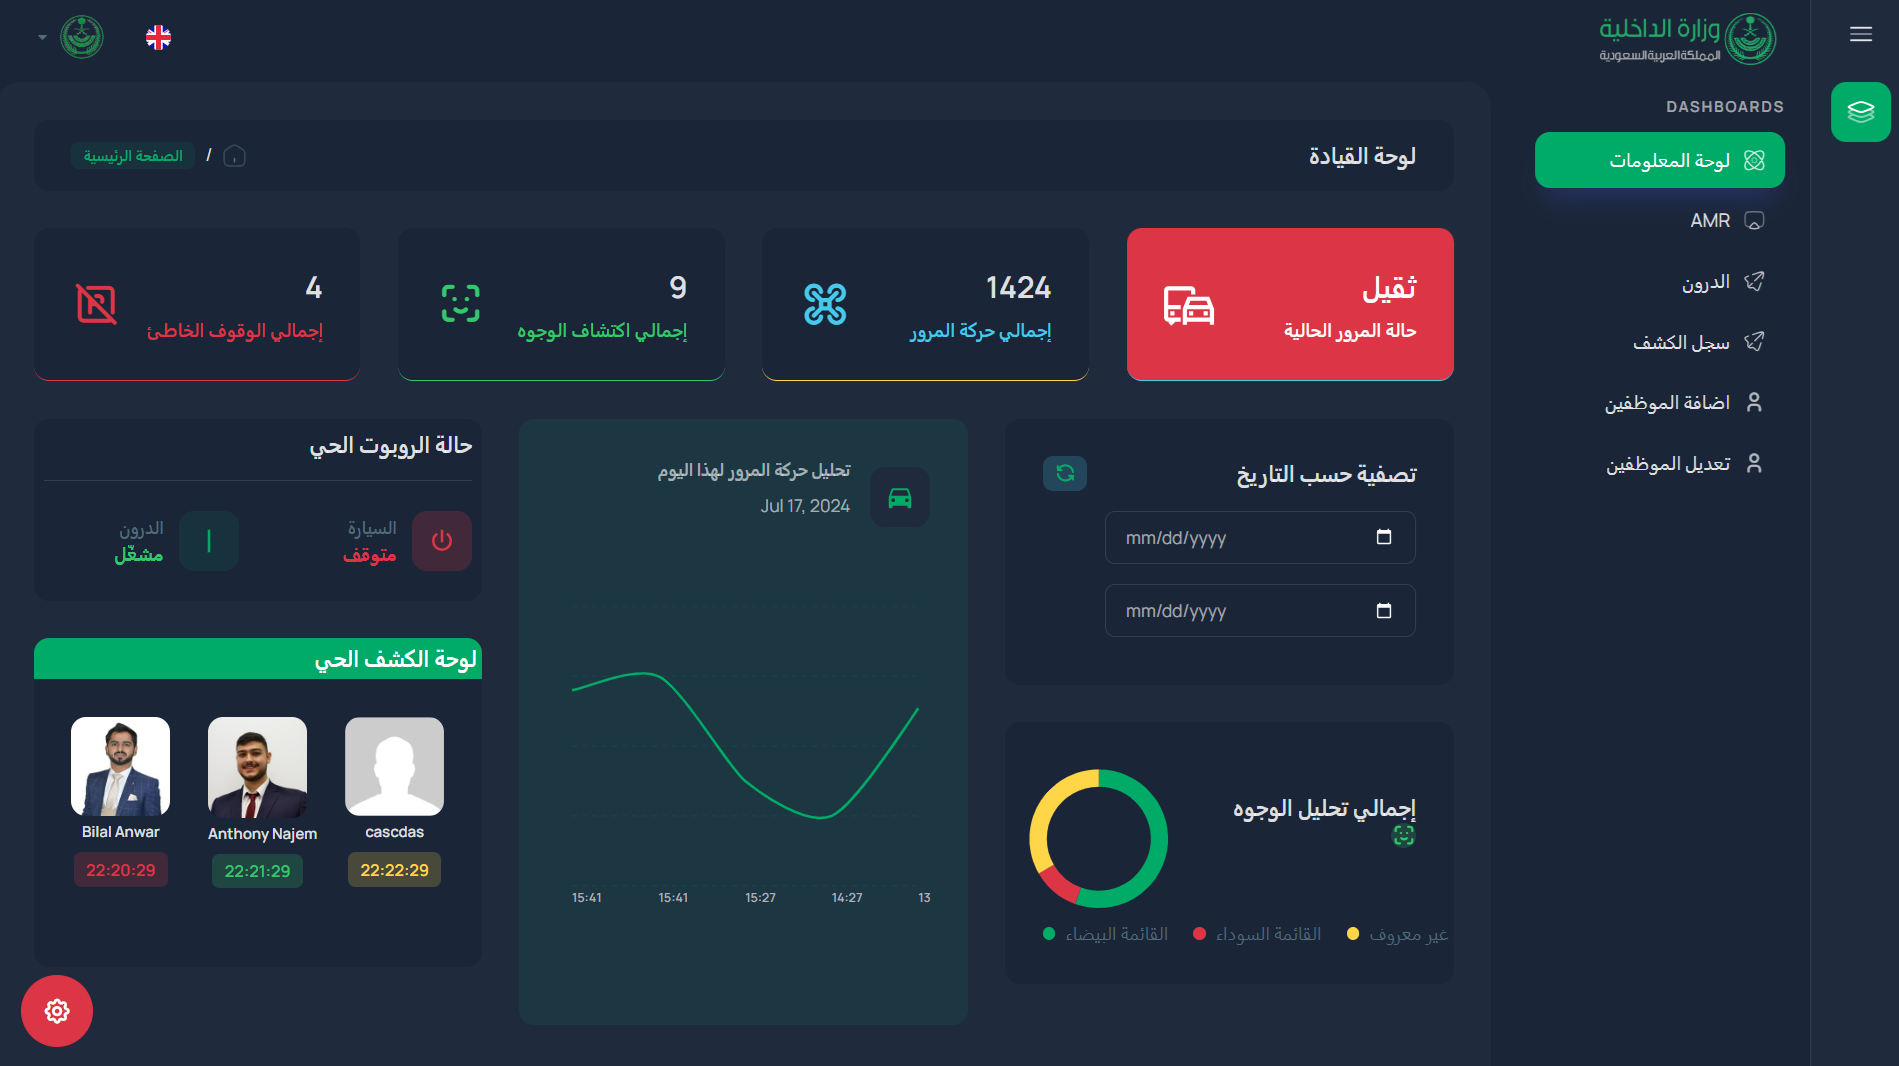 وزارة الداخلية
المملكة العربية السعودية
DASHBOARDS
لوحة المعلومات
AMR
الدرون
سجل الكشف
اضافة الموظفين
تعديل الموظفين
لوحة القيادة
/ الصفحة الرئيسية
ثقيل
حالة المرور الحالية
1424
إجمالي حركة المرور
9
إجمالي اكتشاف الوجوه
4
إجمالي الوقوف الخاطئ
تصفية حسب التاريخ
mm/dd/yyyy
mm/dd/yyyy
إجمالي تحليل الوجوه
غير معروف
القائمة السوداء
القائمة البيضاء
تحليل حركة المرور لهذا اليوم
Jul 17, 2024
15:41 15:41 15:27 14:27 13
حالة الروبوت الحي
السيارة
متوقف
الدرون
مشغّل
لوحة الكشف الحي
cascdas
22:22:29
Anthony Najem
22:21:29
Bilal Anwar
22:20:29